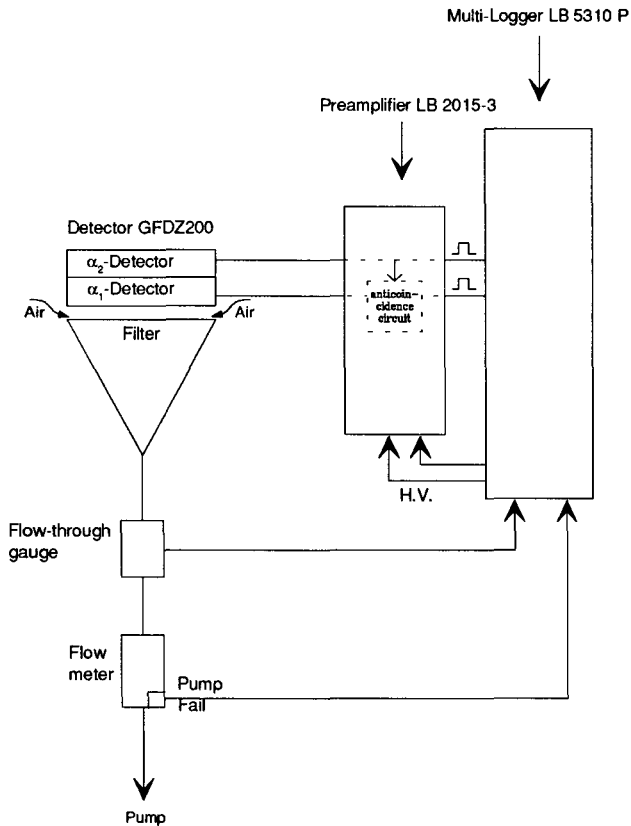 Multi-Logger LB 5310 P
Preamplifier LB 2015-3
Detector GFDZ200
α₂-Detector
α₁-Detector
Air
Air
Filter
anticoin-
cidence
circuit
H.V.
Flow-through
gauge
Flow
meter
Pump
Fail
Pump